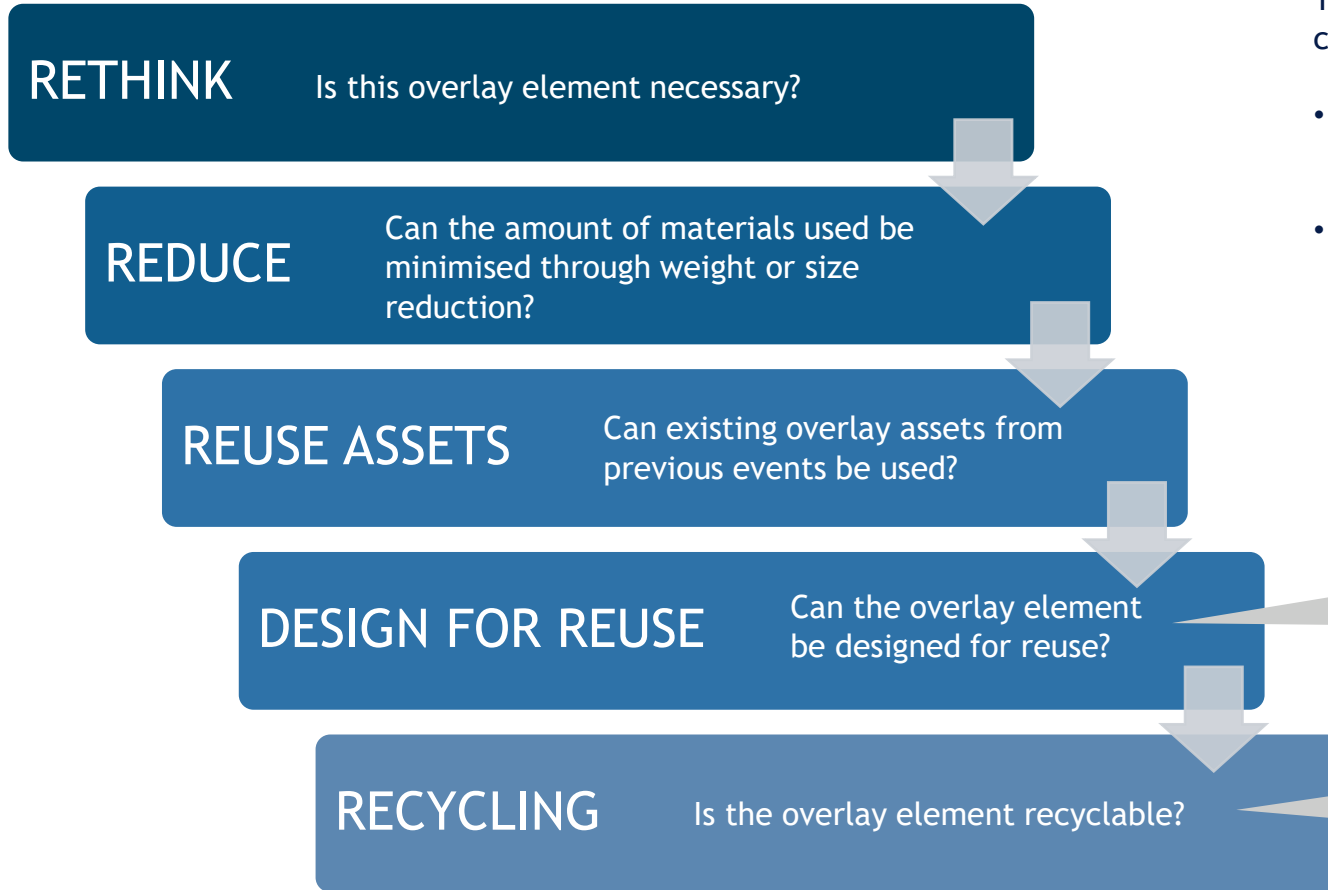 RETHINK
Is this overlay element necessary?
REDUCE
Can the amount of materials used be
minimised through weight or size
reduction?
REUSE ASSETS
Can existing overlay assets from
previous events be used?
DESIGN FOR REUSE
Can the overlay element
be designed for reuse?
RECYCLING
Is the overlay element recyclable?